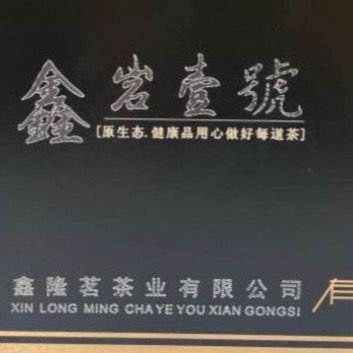 鑫岩壹號
[原生态.健康品用心做好每道茶]
鑫隆茗茶业有限公司
XIN LONG MING CHA YE YOU XIAN GONGSI
有